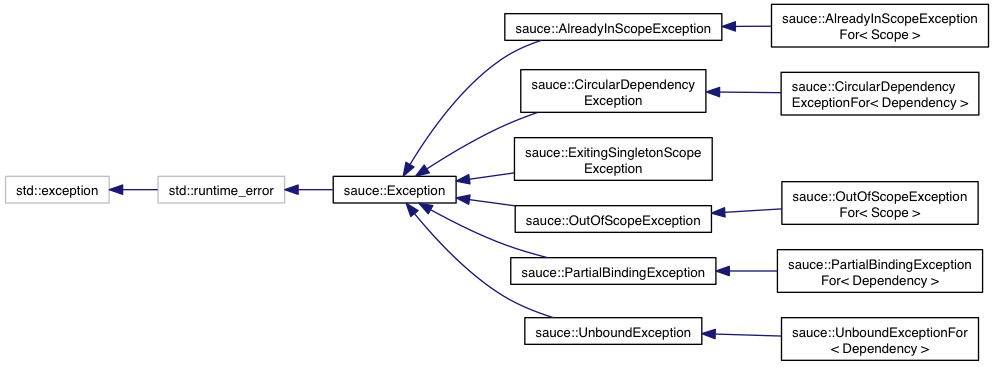 std::exception
std::runtime_error
sauce::Exception
sauce::AlreadyInScopeException
sauce::AlreadyInScopeException
For< Scope >
sauce::CircularDependency
Exception
sauce::CircularDependency
ExceptionFor< Dependency >
sauce::ExitingSingletonScope
Exception
sauce::OutOfScopeException
sauce::OutOfScopeException
For< Scope >
sauce::PartialBindingException
sauce::PartialBindingException
For< Dependency >
sauce::UnboundException
sauce::UnboundExceptionFor
< Dependency >